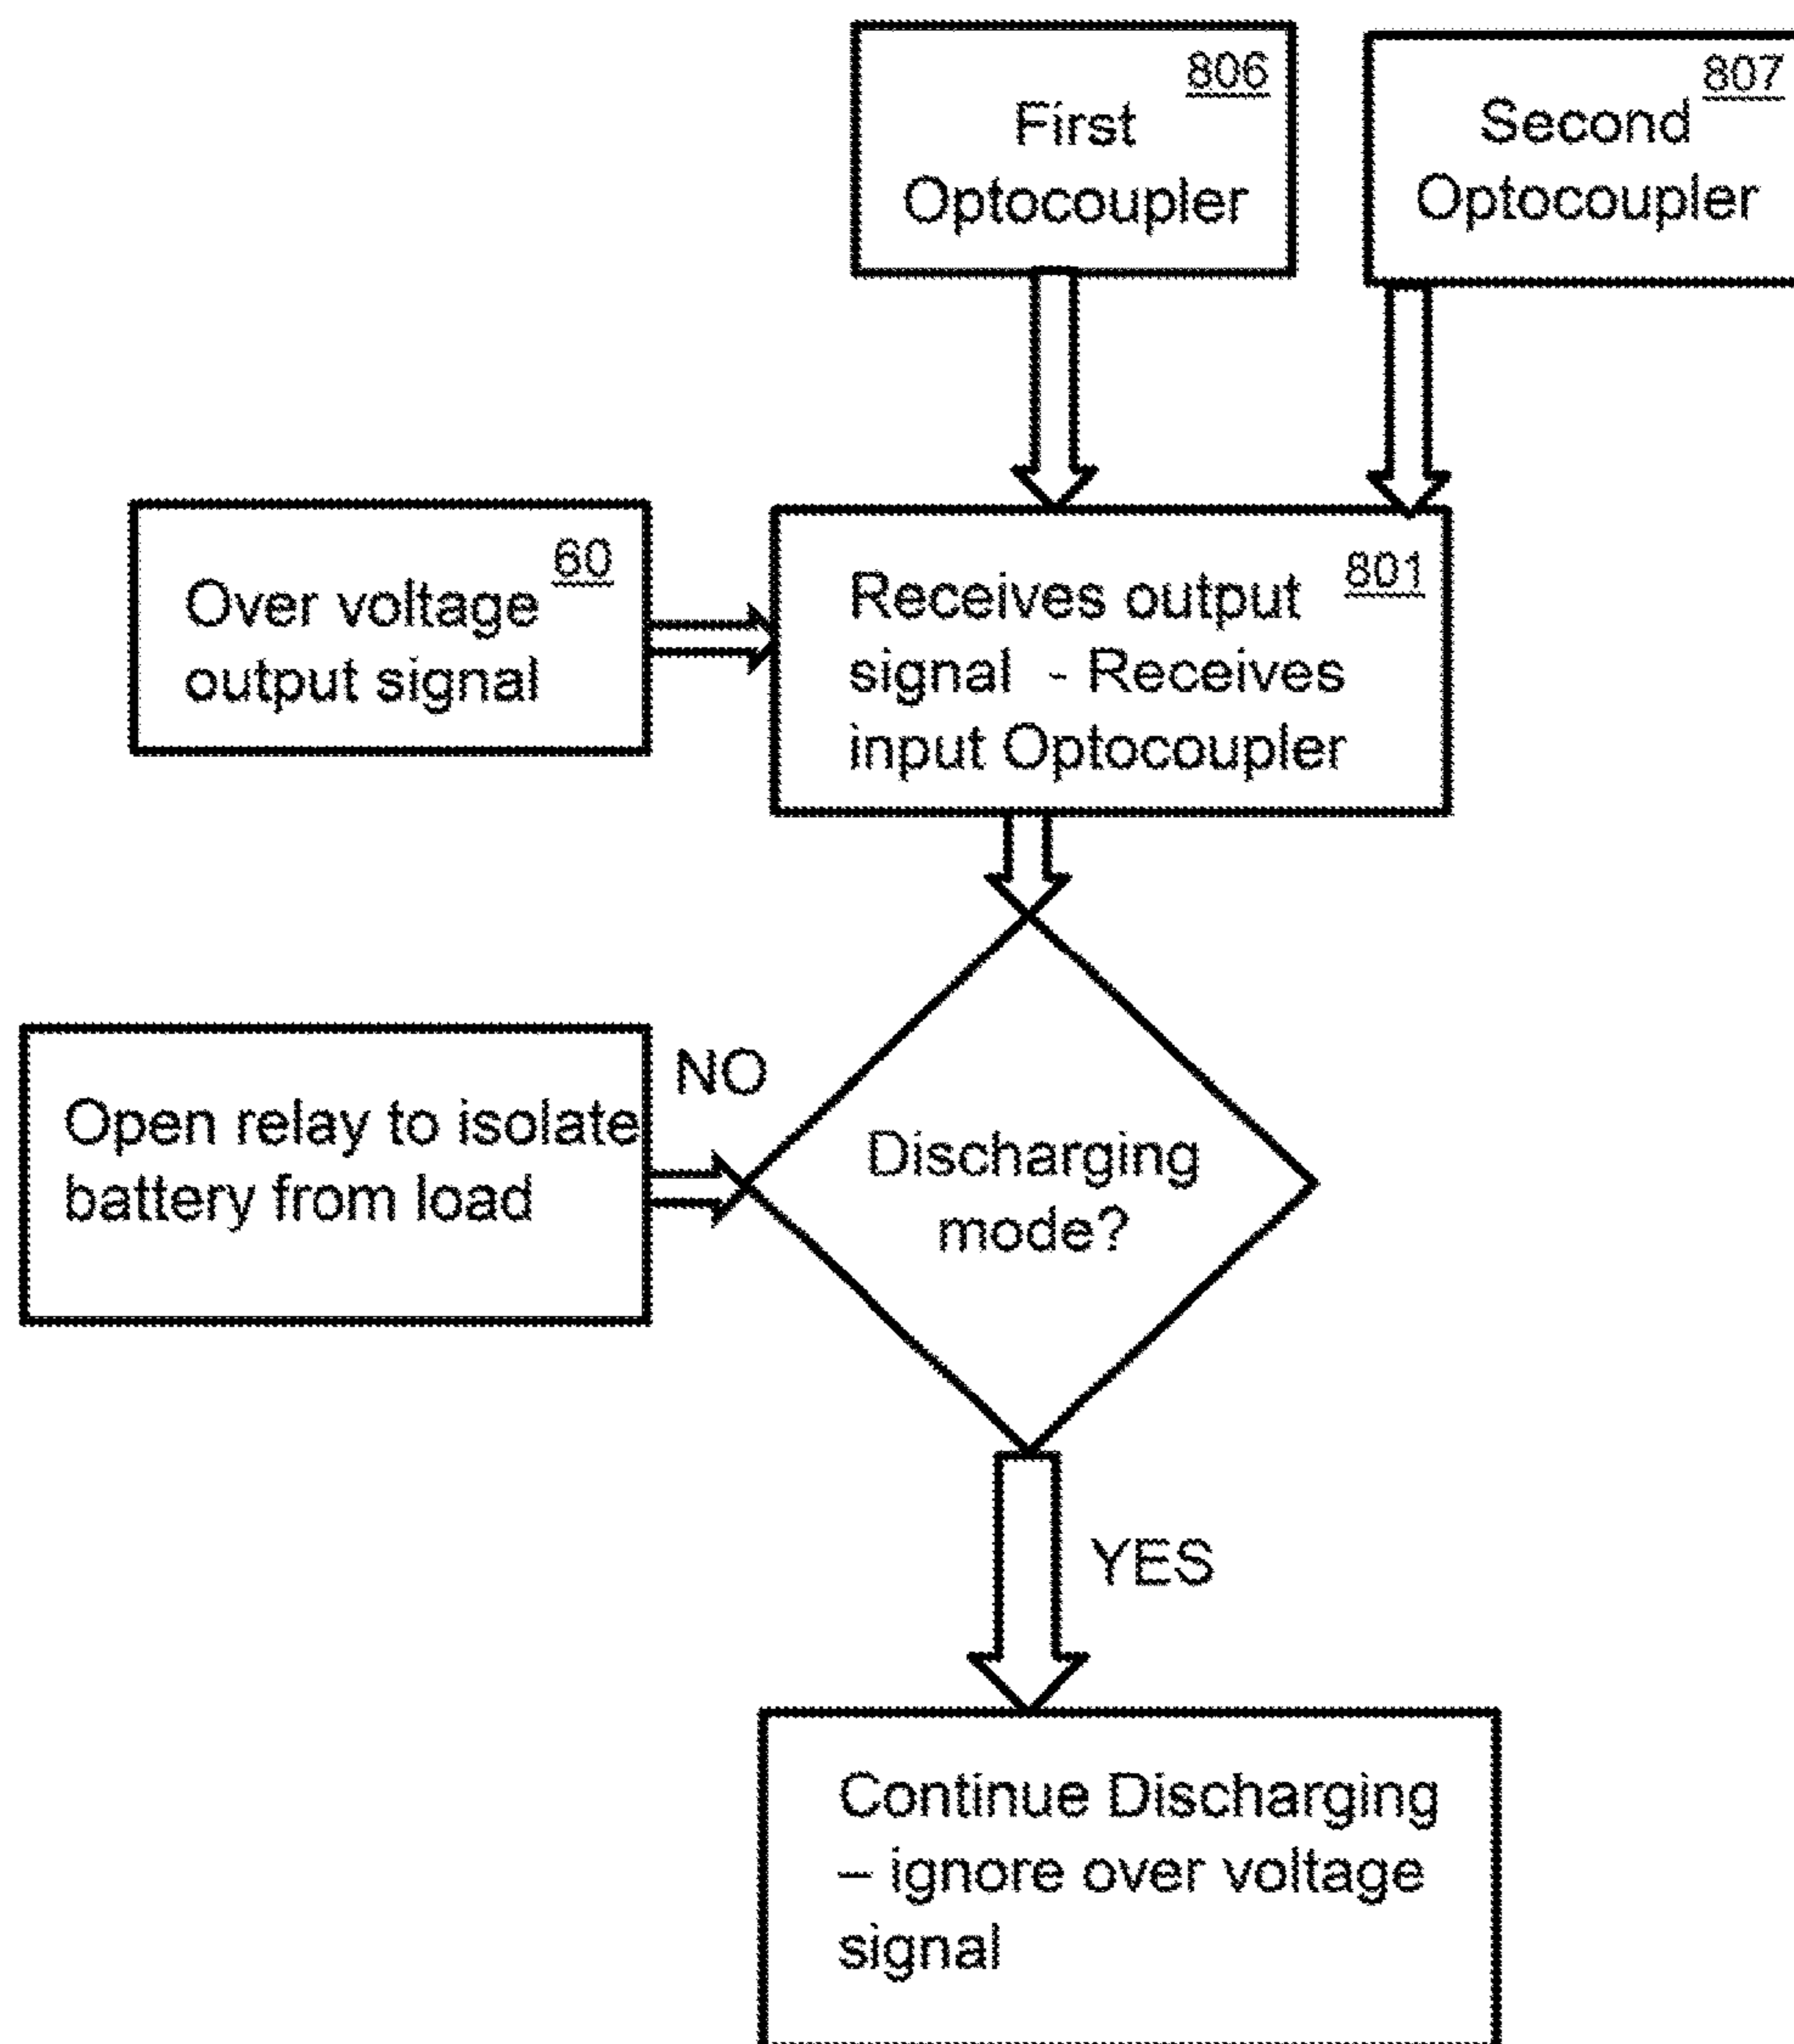 806
First
Optocoupler
807
Second
Optocoupler
60
Over voltage
output signal
801
Receives output
signal - Receives
input Optocoupler
NO
Open relay to isolate
battery from load
Discharging
mode?
YES
Continue Discharging
– ignore over voltage
signal